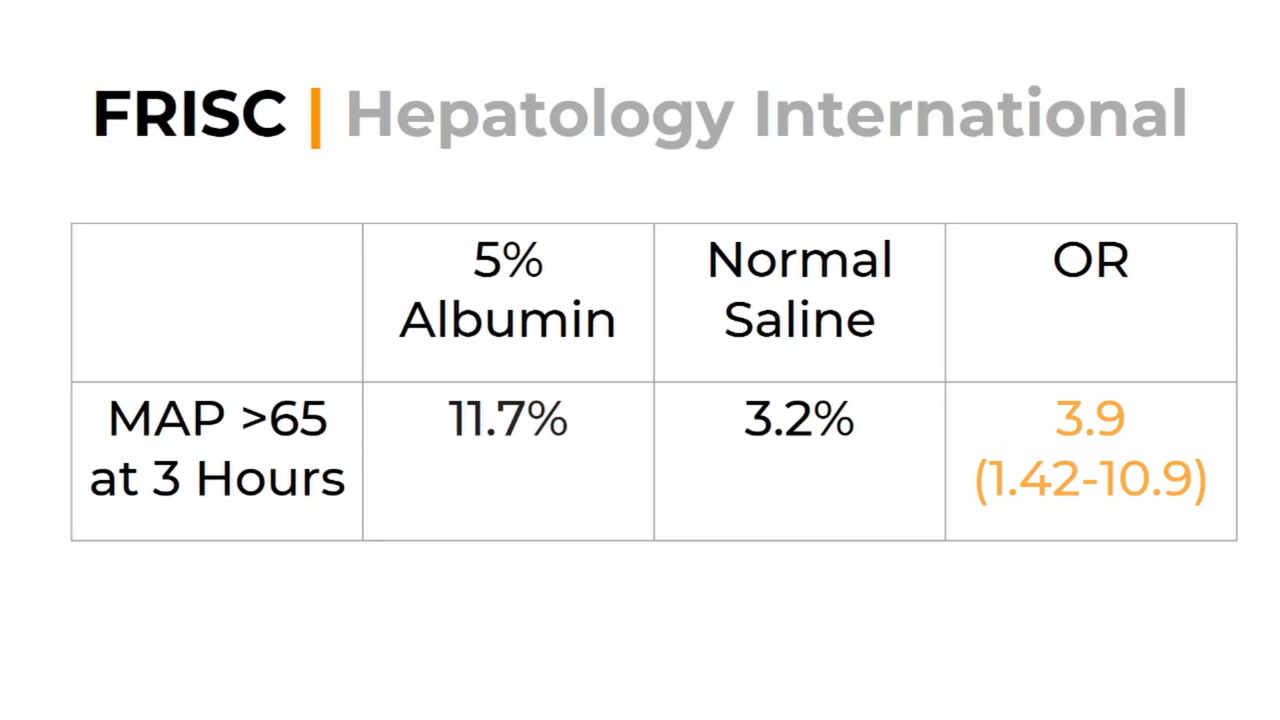 FRISC | Hepatology International
5%
Albumin
Normal
Saline
OR
MAP >65
at 3 Hours
11.7%
3.2%
3.9
(1.42-10.9)